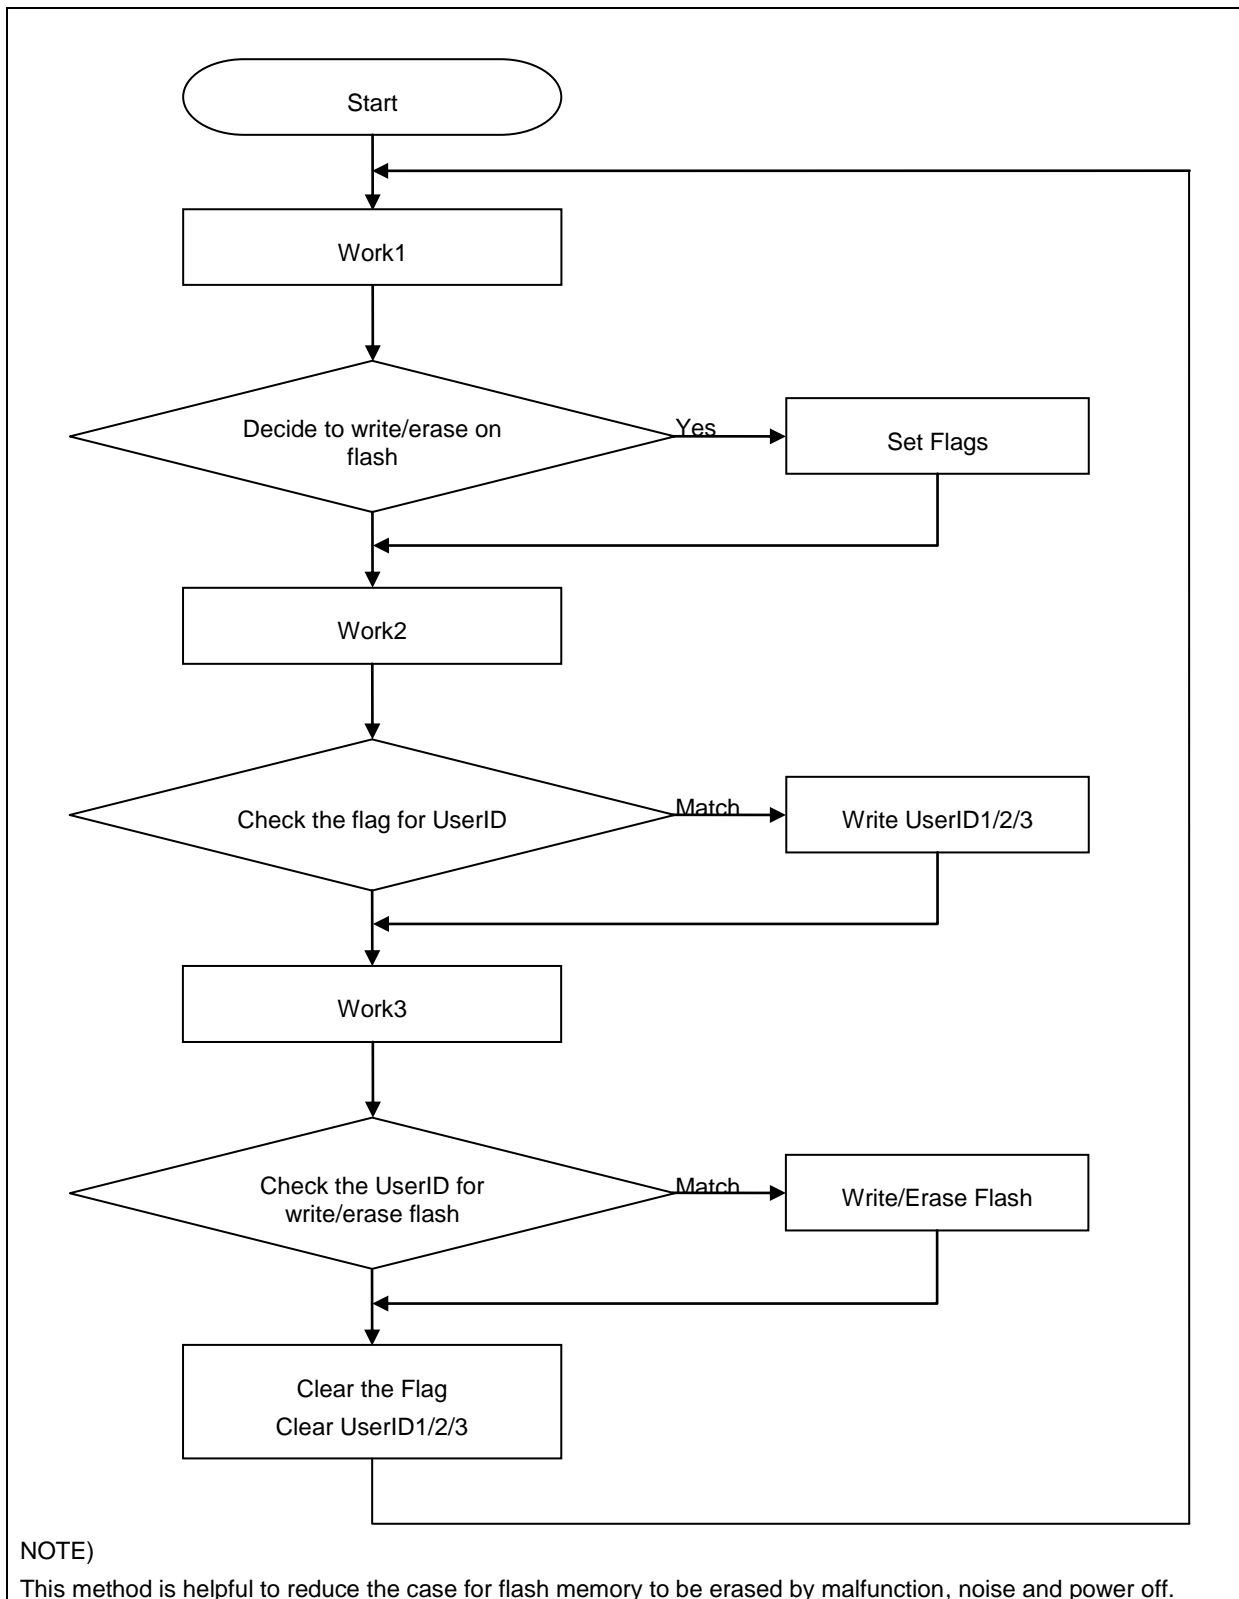 Start
Work1
Decide to write/erase on
flash
Yes
Set Flags
Work2
Check the flag for UserID
Match
Write UserID1/2/3
Work3
Check the UserID for
write/erase flash
Match
Write/Erase Flash
Clear the Flag
Clear UserID1/2/3
NOTE)
This method is helpful to reduce the case for flash memory to be erased by malfunction, noise and power off.